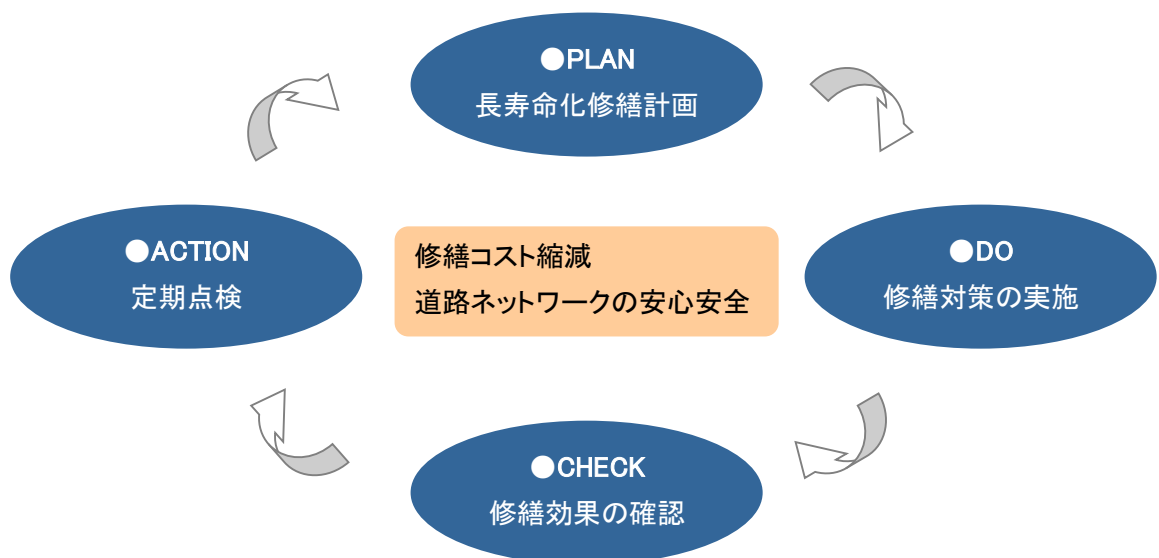 ●PLAN
長寿命化修繕計画
●ACTION
定期点検
修繕コスト縮減
道路ネットワークの安心安全
●DO
修繕対策の実施
●CHECK
修繕効果の確認